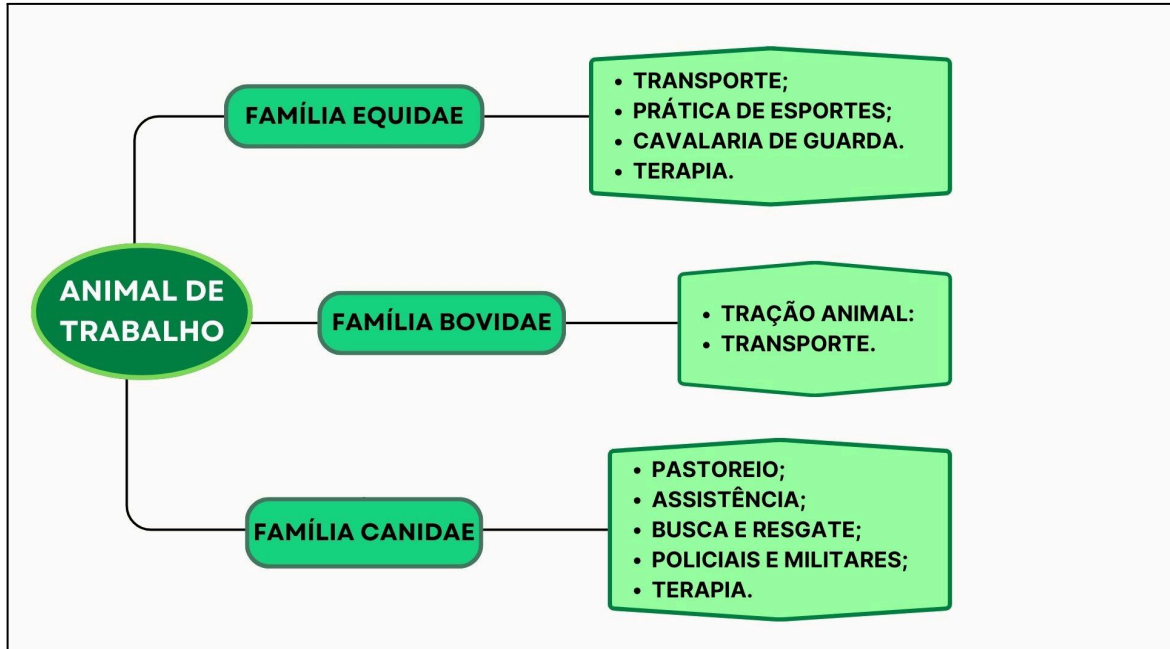 ANIMAL DE
TRABALHO
FAMÍLIA EQUIDAE
• TRANSPORTE;
• PRÁTICA DE ESPORTES;
• CAVALARIA DE GUARDA.
• TERAPIA.
FAMÍLIA BOVIDAE
• TRAÇÃO ANIMAL:
• TRANSPORTE.
FAMÍLIA CANIDAE
• PASTOREIO;
• ASSISTÊNCIA;
• BUSCA E RESGATE;
• POLICIAIS E MILITARES;
• TERAPIA.